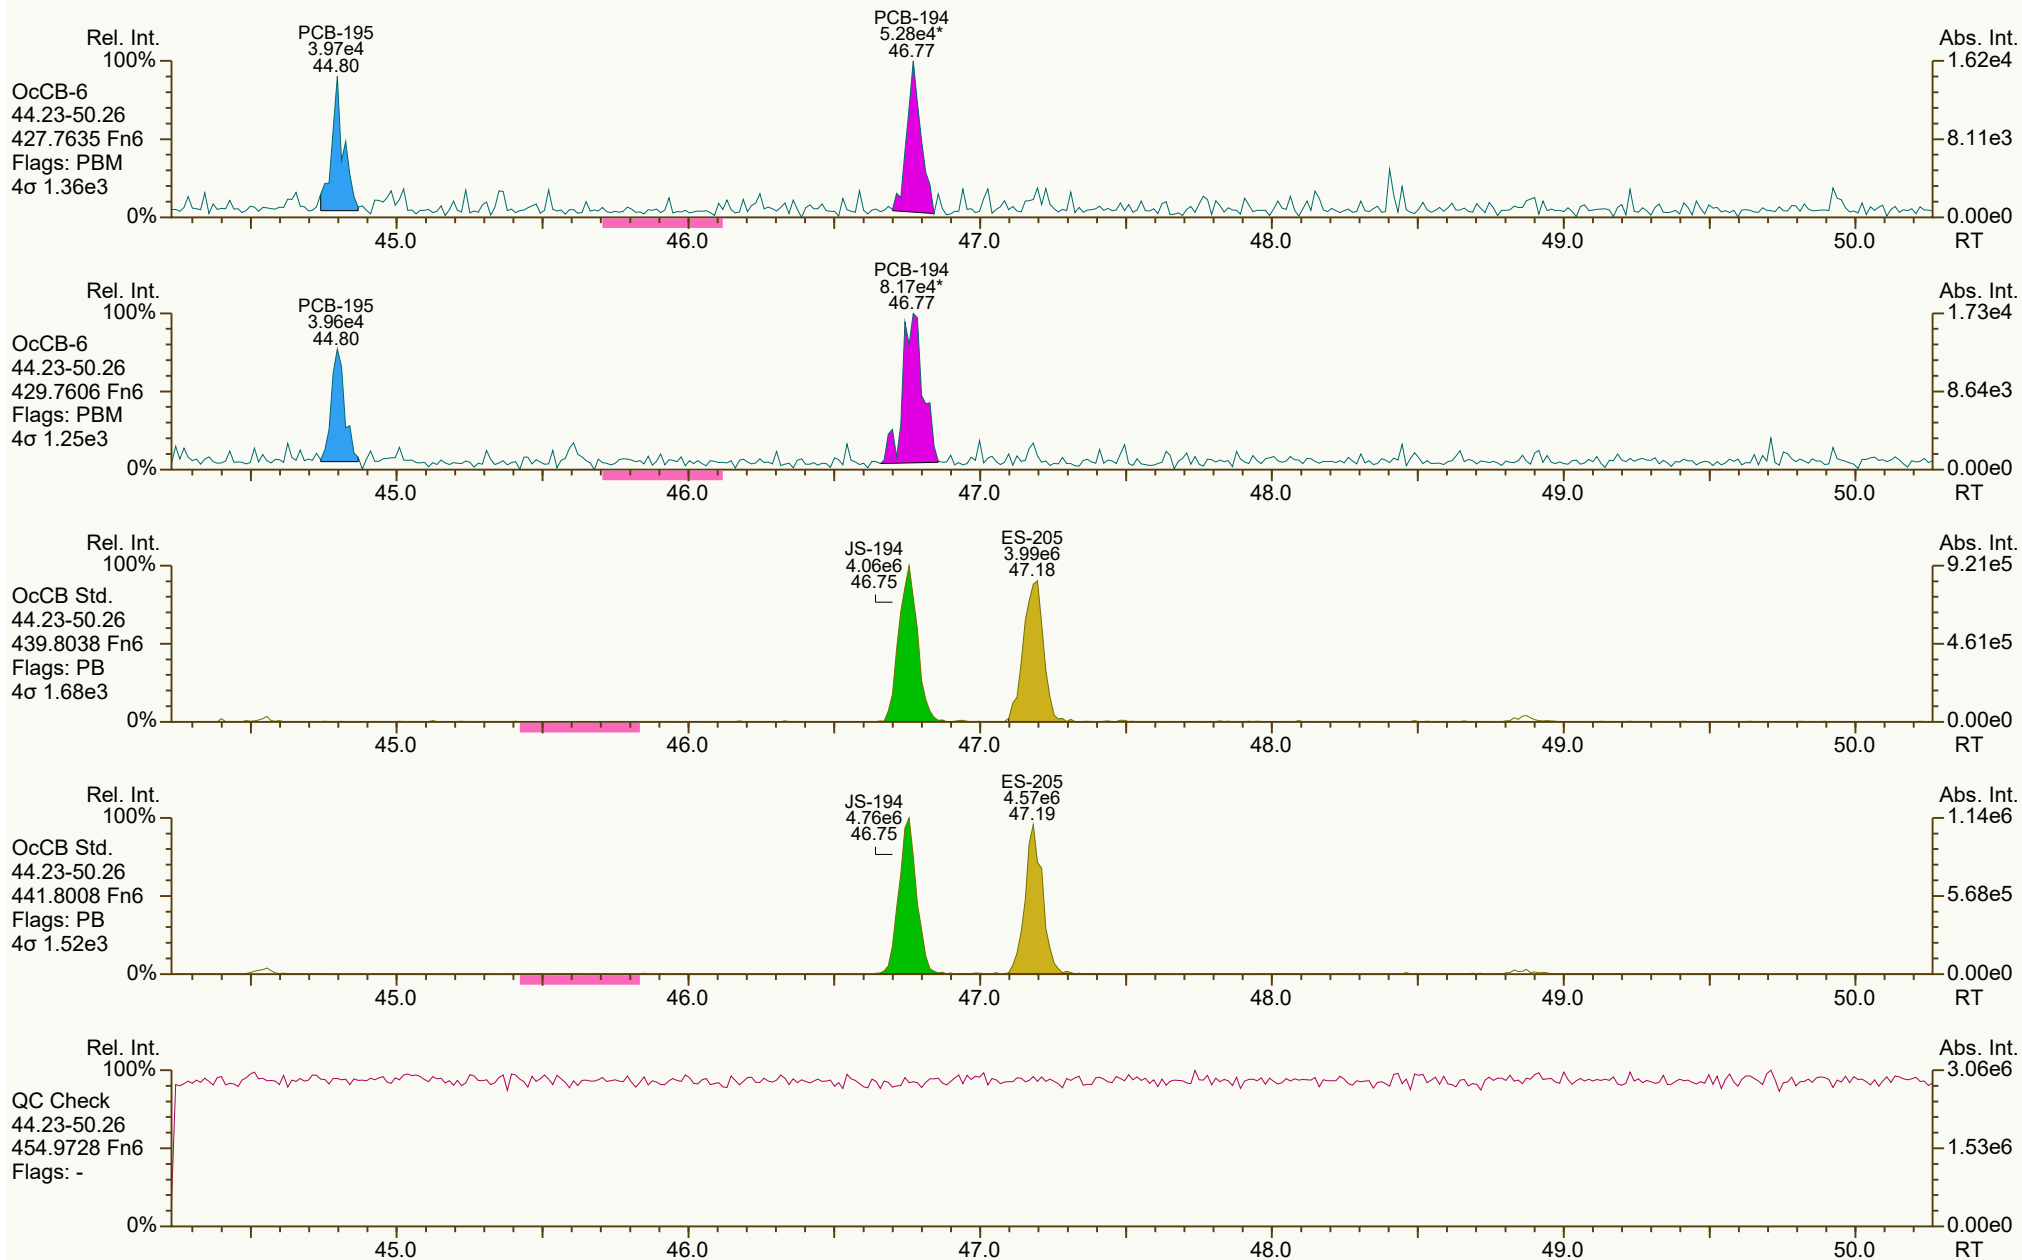 PCB-195
3.97e4
44.80
PCB-194
5.28e4*
46.77
Rel. Int.
100%
0%
OcCB-6
44.23-50.26
427.7635 Fn6
Flags: PBM
4σ 1.36e3
Abs. Int.
1.62e4
8.11e3
0.00e0
45.0 46.0 47.0 48.0 49.0 50.0 RT
PCB-195
3.96e4
44.80
PCB-194
8.17e4*
46.77
Rel. Int.
100%
0%
OcCB-6
44.23-50.26
429.7606 Fn6
Flags: PBM
4σ 1.25e3
Abs. Int.
1.73e4
8.64e3
0.00e0
45.0 46.0 47.0 48.0 49.0 50.0 RT
JS-194
4.06e6
46.75
ES-205
3.99e6
47.18
Rel. Int.
100%
0%
OcCB Std.
44.23-50.26
439.8038 Fn6
Flags: PB
4σ 1.68e3
Abs. Int.
9.21e5
4.61e5
0.00e0
45.0 46.0 47.0 48.0 49.0 50.0 RT
JS-194
4.76e6
46.75
ES-205
4.57e6
47.19
Rel. Int.
100%
0%
OcCB Std.
44.23-50.26
441.8008 Fn6
Flags: PB
4σ 1.52e3
Abs. Int.
1.14e6
5.68e5
0.00e0
45.0 46.0 47.0 48.0 49.0 50.0 RT
Rel. Int.
100%
0%
QC Check
44.23-50.26
454.9728 Fn6
Flags: -
Abs. Int.
3.06e6
1.53e6
0.00e0
45.0 46.0 47.0 48.0 49.0 50.0 RT